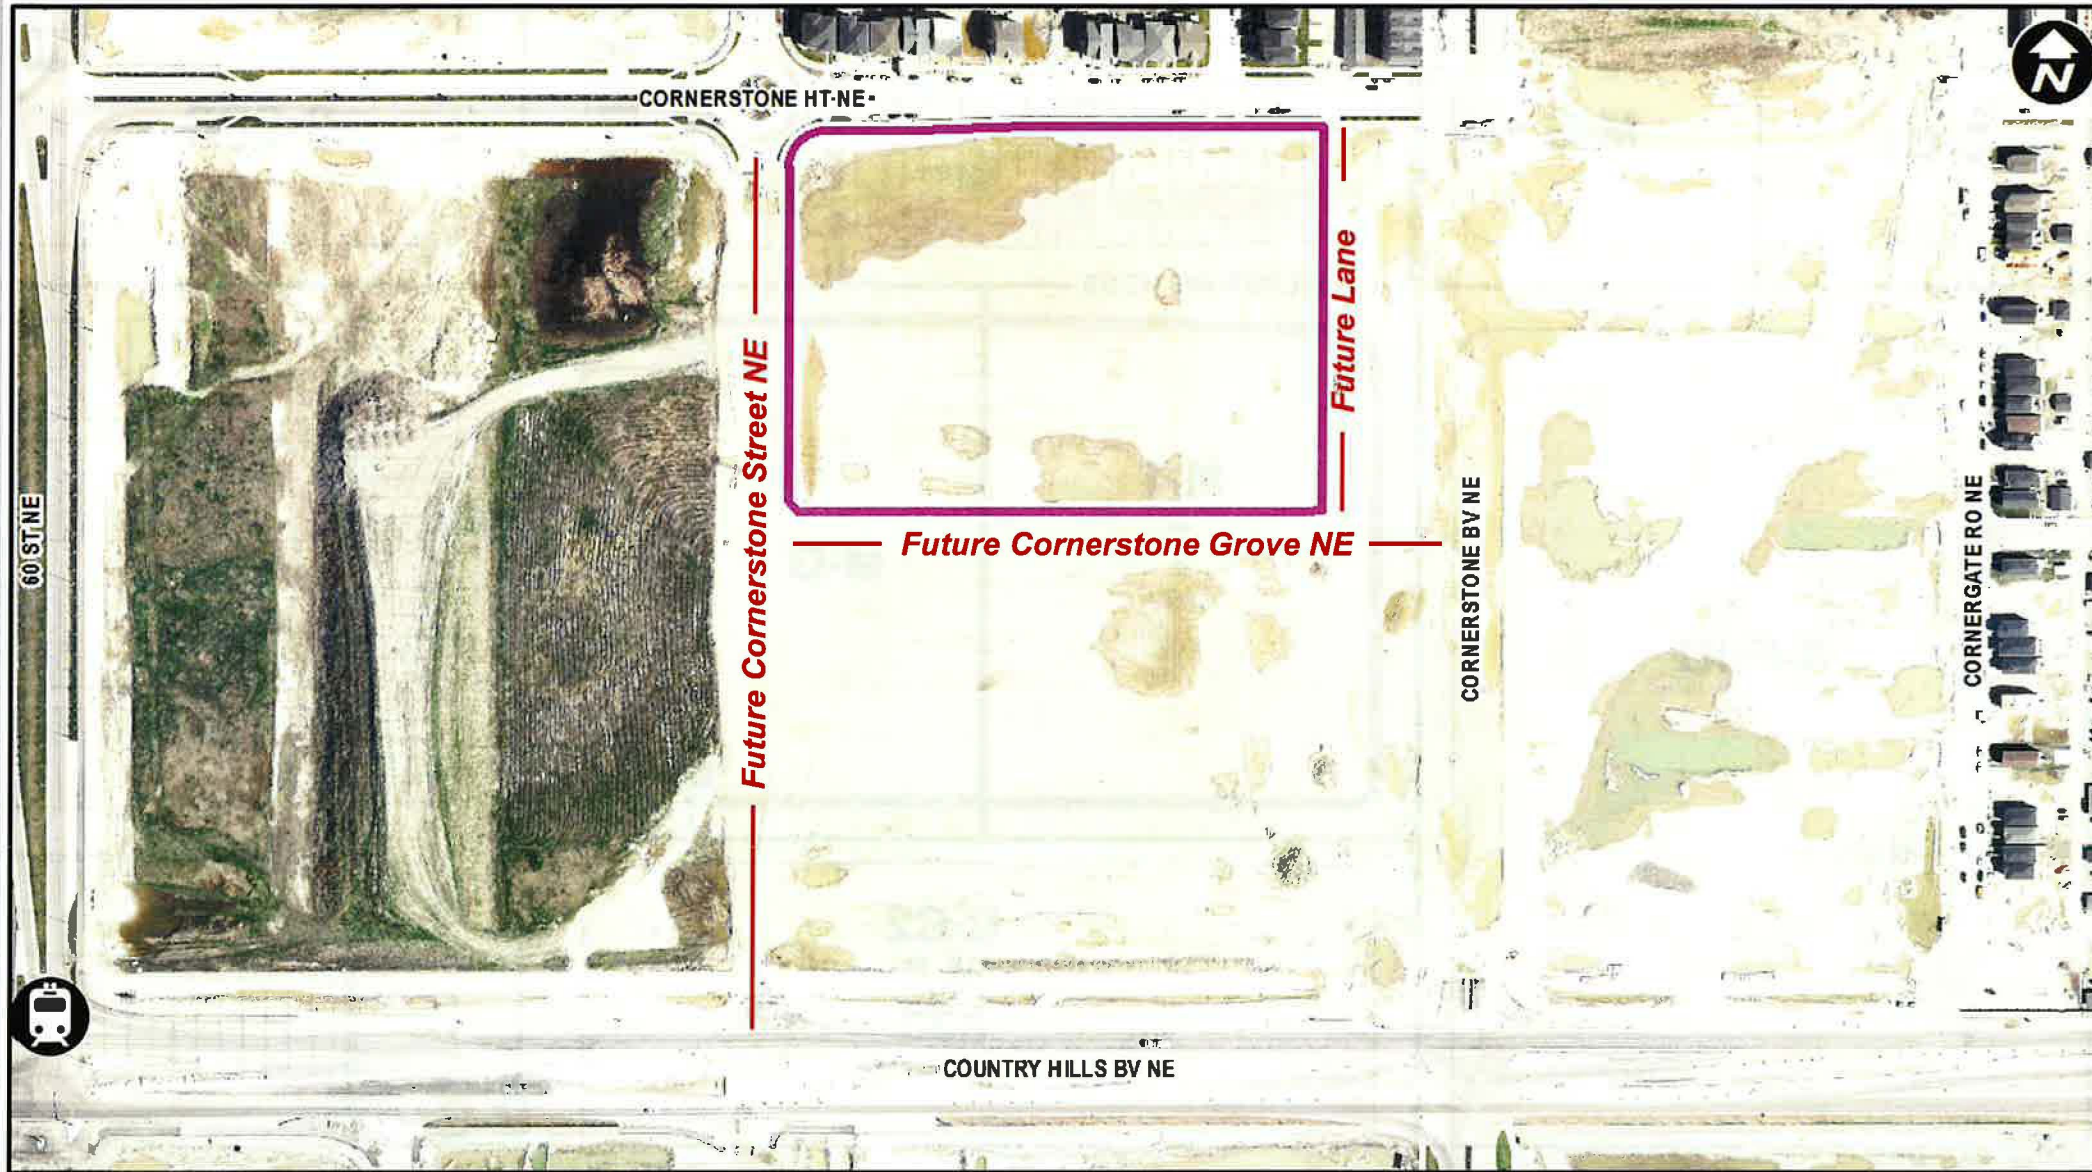 N
CORNERSTONE HT NE
Future Lane
Future Cornerstone Street NE
Future Cornerstone Grove NE
60 ST NE
CORNERSTONE BV NE
CORNERGATE RO NE
COUNTRY HILLS BV NE